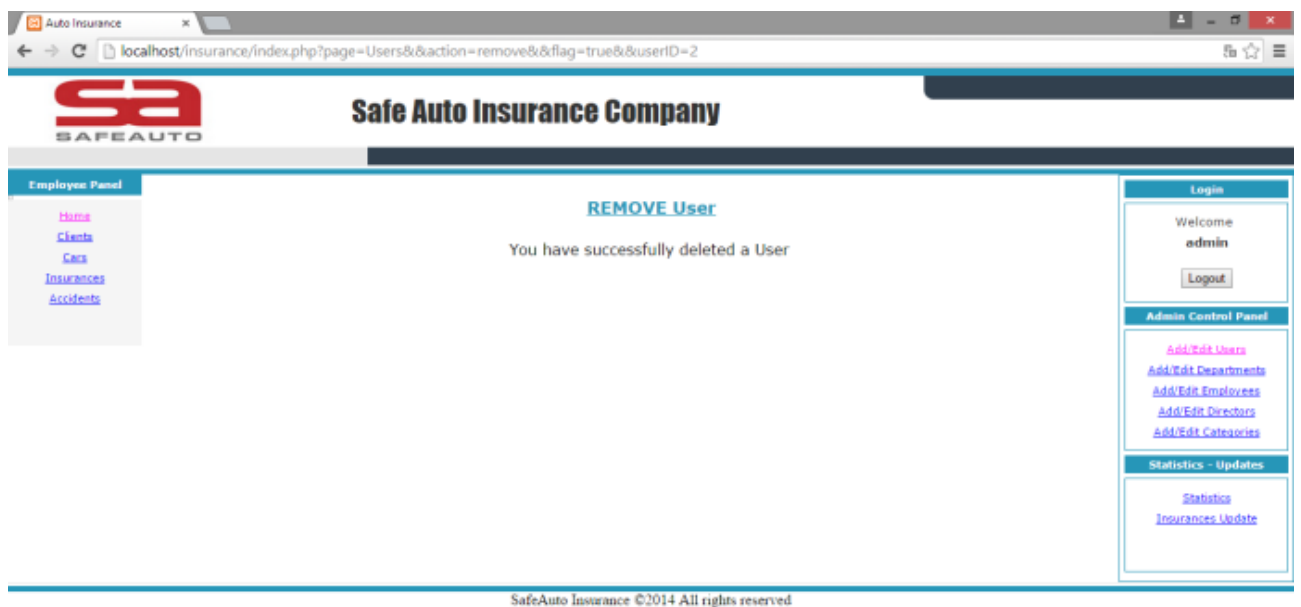 Auto Insurance
localhost/insurance/index.php?page=Users&&action=remove&&flag=true&&userID=2
sa
SAFEAUTO
Safe Auto Insurance Company
Employee Panel
Home
Clients
Cars
Insurances
Accidents
REMOVE User
You have successfully deleted a User
Login
Welcome
admin
Logout
Admin Control Panel
Add/Edit Users
Add/Edit Departments
Add/Edit Employees
Add/Edit Directors
Add/Edit Categories
Statistics - Updates
Statistics
Insurances Update
SafeAuto Insurance ©2014 All rights reserved